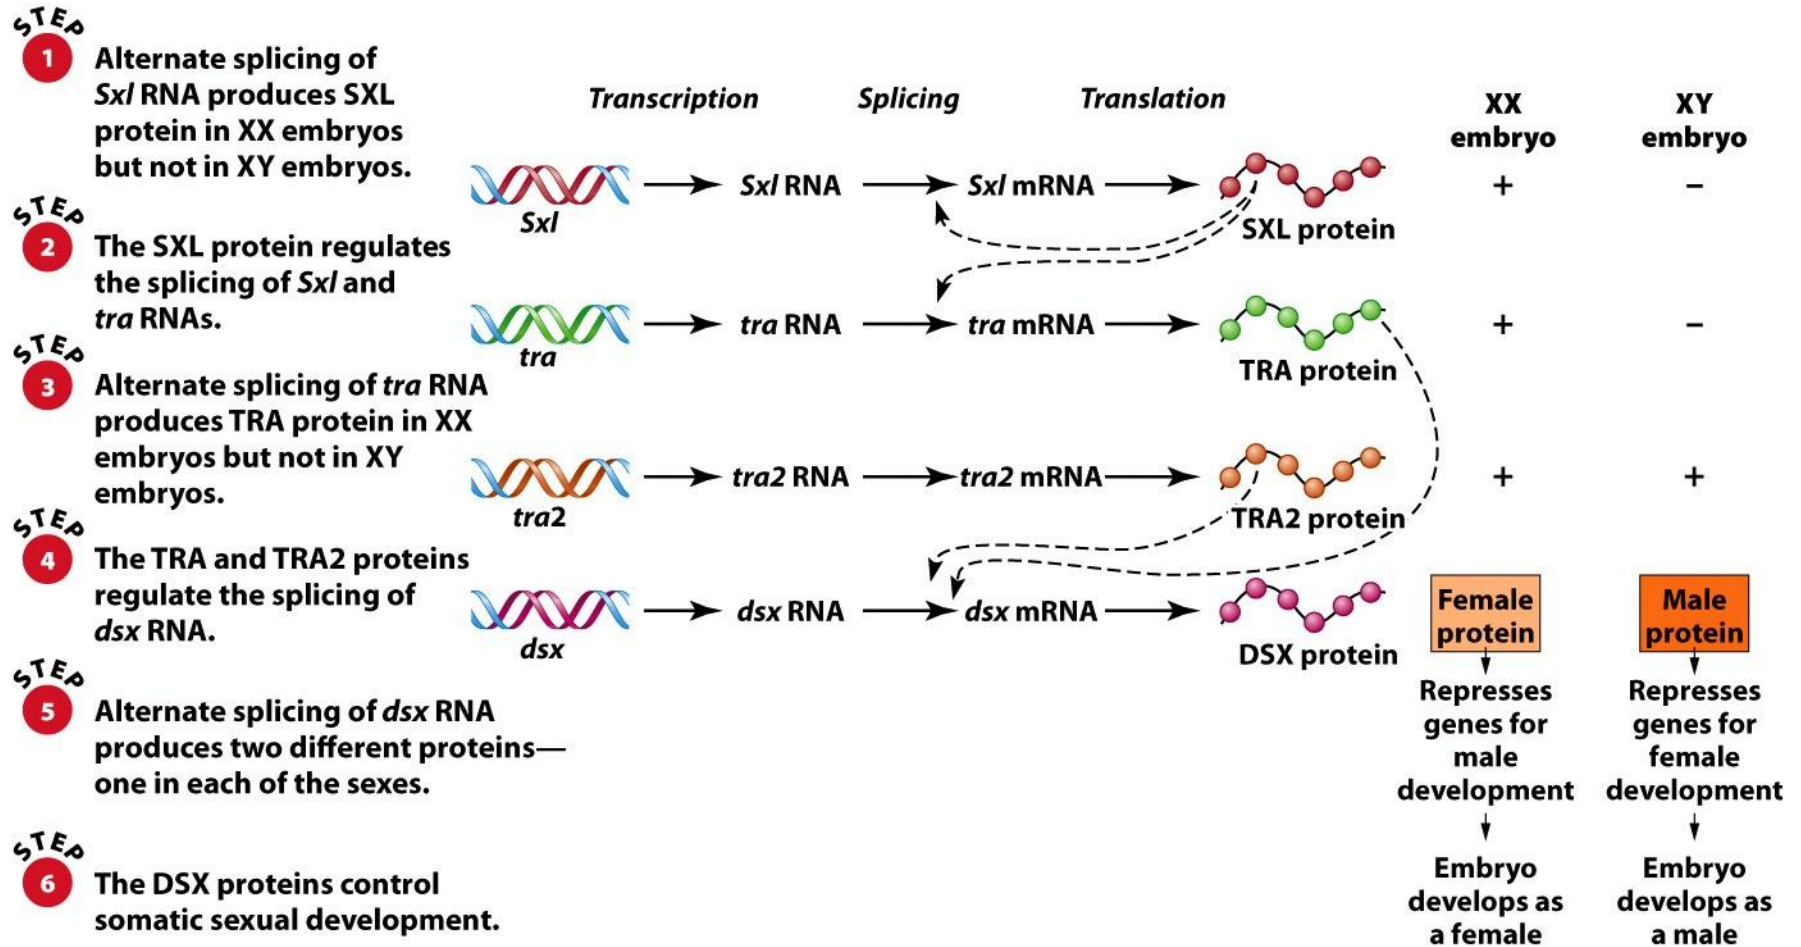 STEP
1
Alternate splicing of
Sxl RNA produces SXL
protein in XX embryos
but not in XY embryos.
STEP
2
The SXL protein regulates
the splicing of Sxl and
tra RNAs.
STEP
3
Alternate splicing of tra RNA
produces TRA protein in XX
embryos but not in XY
embryos.
STEP
4
The TRA and TRA2 proteins
regulate the splicing of
dsx RNA.
STEP
5
Alternate splicing of dsx RNA
produces two different proteins—
one in each of the sexes.
STEP
6
The DSX proteins control
somatic sexual development.
Transcription Splicing Translation
XX
embryo
XY
embryo
Sxl
Sxl RNA Sxl mRNA
SXL protein
+ −
tra
tra RNA tra mRNA
TRA protein
+ −
tra2
tra2 RNA tra2 mRNA
TRA2 protein
+ +
dsx
dsx RNA dsx mRNA
DSX protein
Female
protein
Represses
genes for
male
development
Embryo
develops as
a female
Male
protein
Represses
genes for
female
development
Embryo
develops as
a male